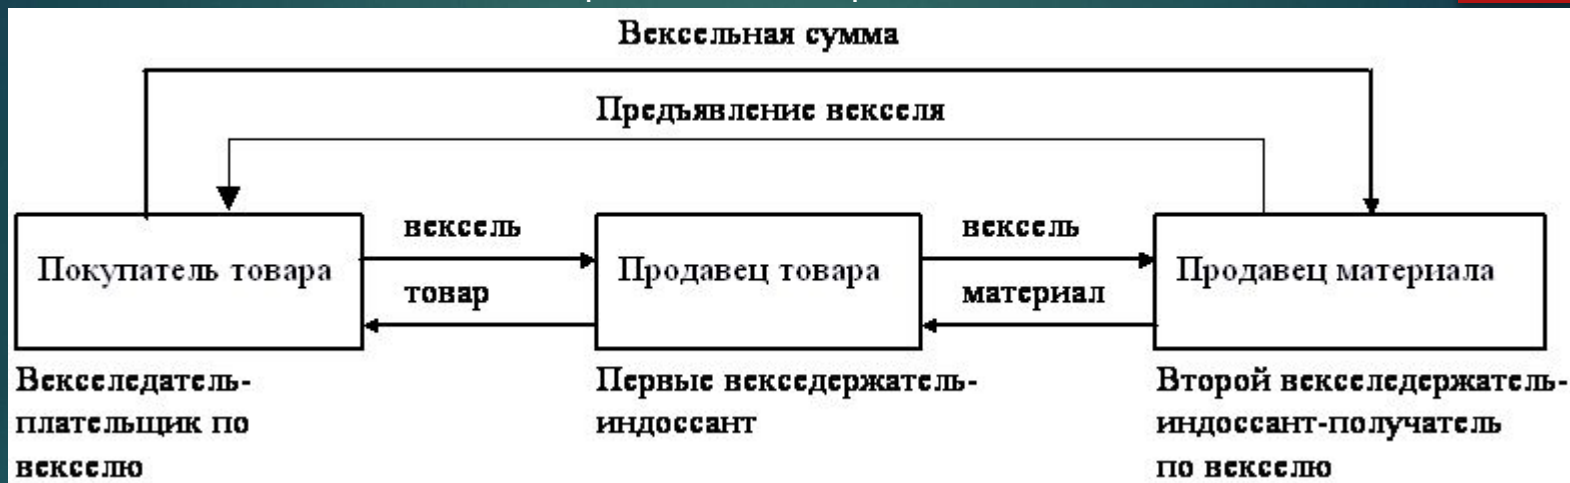 Вексельная сумма
Предъявление векселя
вексель
вексель
Покупатель товара
Продавец товара
Продавец материала
товар
материал
Векселедатель-
плательщик по
векселю
Первые векседержатель-
индоссант
Второй векселедержатель-
индоссант-получатель
по векселю